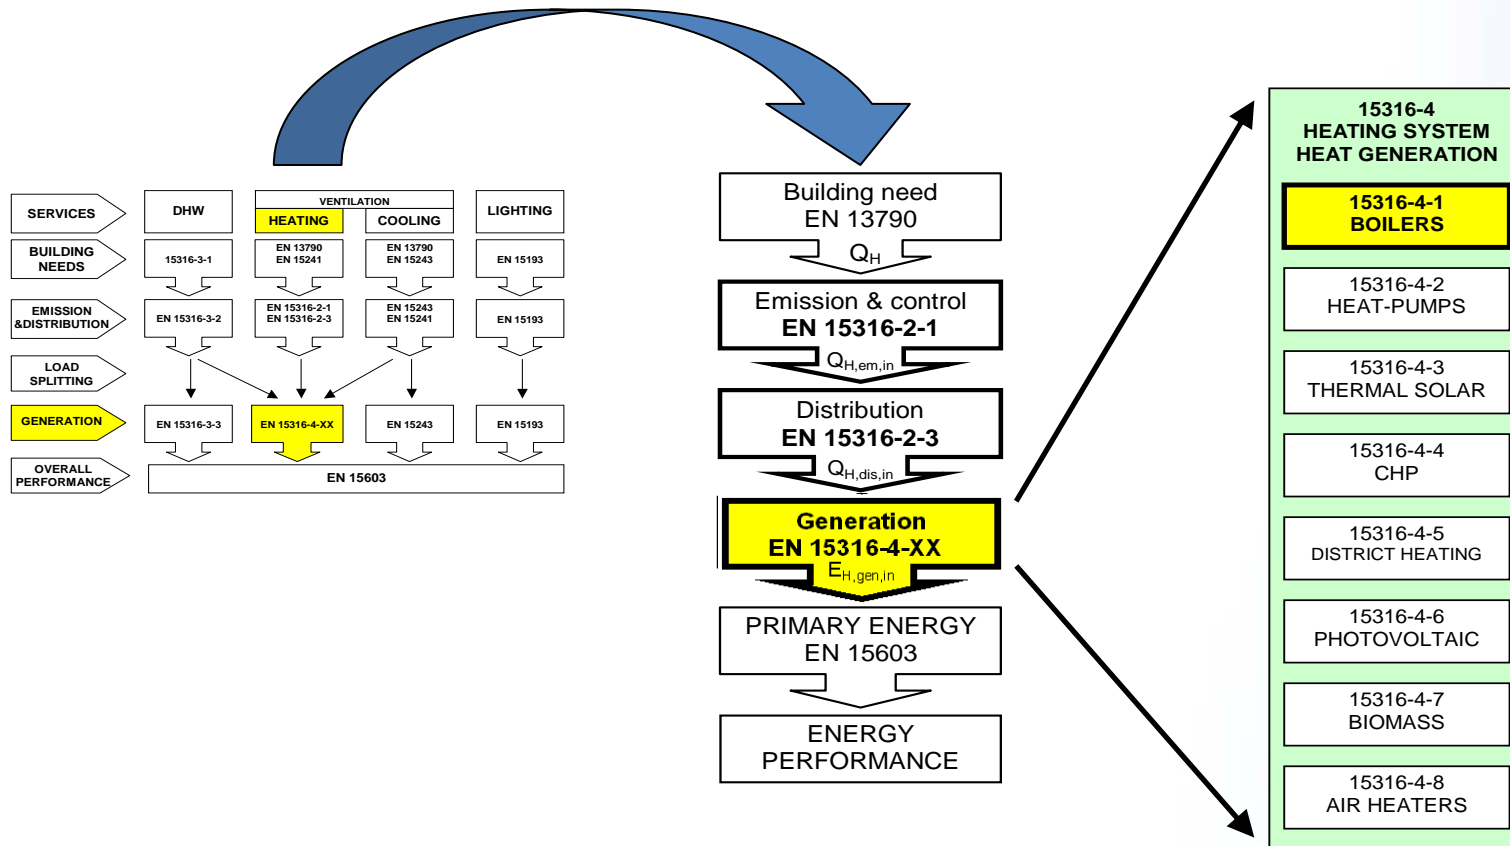 SERVICES
DHW
VENTILATION
HEATING
COOLING
LIGHTING
BUILDING
NEEDS
15316-3-1
EN 13790
EN 15241
EN 13790
EN 15243
EN 15193
EMISSION
&DISTRIBUTION
EN 15316-3-2
EN 15316-2-1
EN 15316-2-3
EN 15243
EN 15241
EN 15193
LOAD
SPLITTING
GENERATION
EN 15316-3-3
EN 15316-4-XX
EN 15243
EN 15193
OVERALL
PERFORMANCE
EN 15603
Building need
EN 13790
QH
Emission & control
EN 15316-2-1
QH,em,in
Distribution
EN 15316-2-3
QH,dis,in
Generation
EN 15316-4-XX
EH,gen,in
PRIMARY ENERGY
EN 15603
ENERGY
PERFORMANCE
15316-4
HEATING SYSTEM
HEAT GENERATION
15316-4-1
BOILERS
15316-4-2
HEAT-PUMPS
15316-4-3
THERMAL SOLAR
15316-4-4
CHP
15316-4-5
DISTRICT HEATING
15316-4-6
PHOTOVOLTAIC
15316-4-7
BIOMASS
15316-4-8
AIR HEATERS